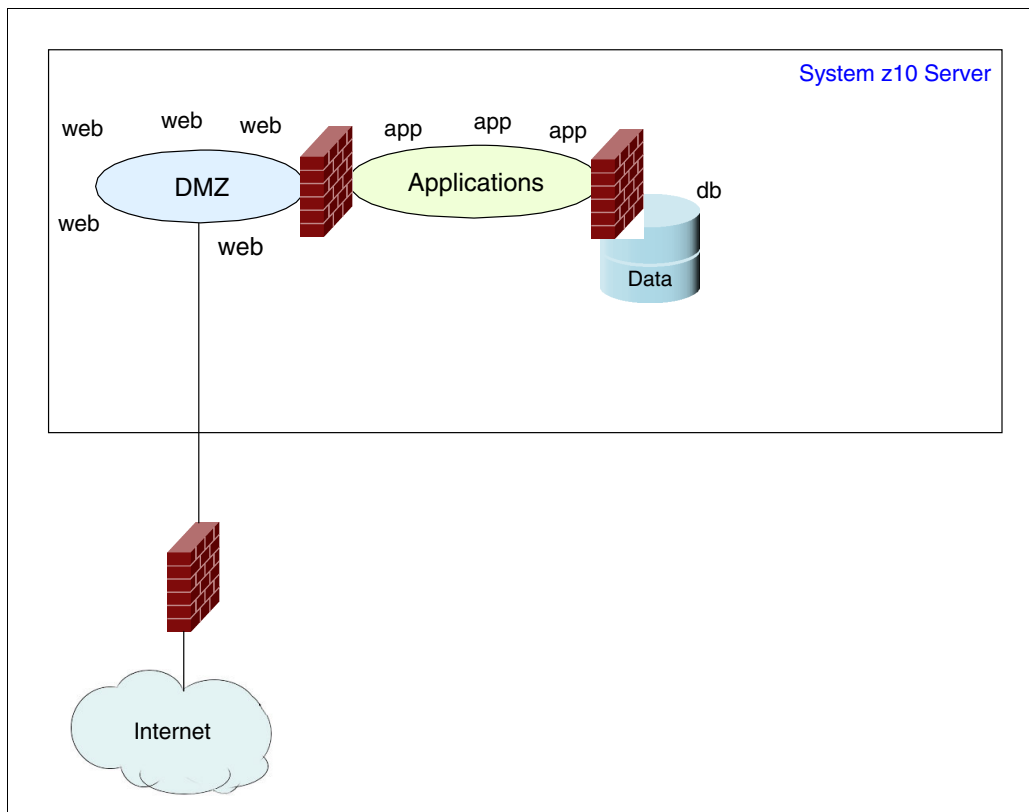 System z10 Server
web
web
web
app
app
app
DMZ
Applications
db
web
web
Data
Internet